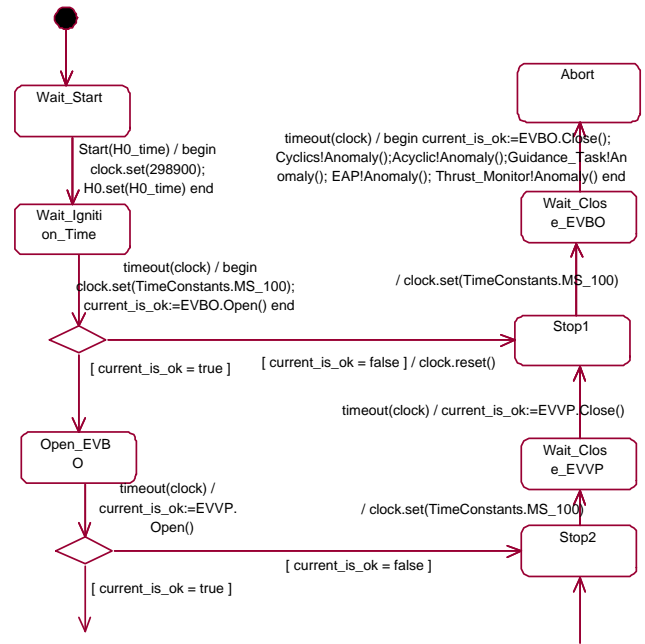 Wait_Start
Start(H0_time) / begin
clock.set(298900);
H0.set(H0_time) end
Wait_Igniti
on_Time
timeout(clock) / begin
clock.set(TimeConstants.MS_100);
current_is_ok:=EVBO.Open() end
[ current_is_ok = true ]
[ current_is_ok = false ] / clock.reset()
Open_EVB
O
timeout(clock) /
current_is_ok:=EVVP.
Open()
[ current_is_ok = true ]
[ current_is_ok = false ]
Abort
timeout(clock) / begin current_is_ok:=EVBO.Close();
Cyclics!Anomaly();Acyclic!Anomaly();Guidance_Task!An
omaly(); EAP!Anomaly(); Thrust_Monitor!Anomaly() end
Wait_Clos
e_EVBO
/ clock.set(TimeConstants.MS_100)
Stop1
timeout(clock) / current_is_ok:=EVVP.Close()
Wait_Clos
e_EVVP
/ clock.set(TimeConstants.MS_100)
Stop2